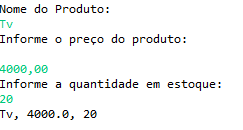 Nome do Produto:
Tv
Informe o preço do produto:
4000,00
Informe a quantidade em estoque:
20
Tv, 4000.0, 20